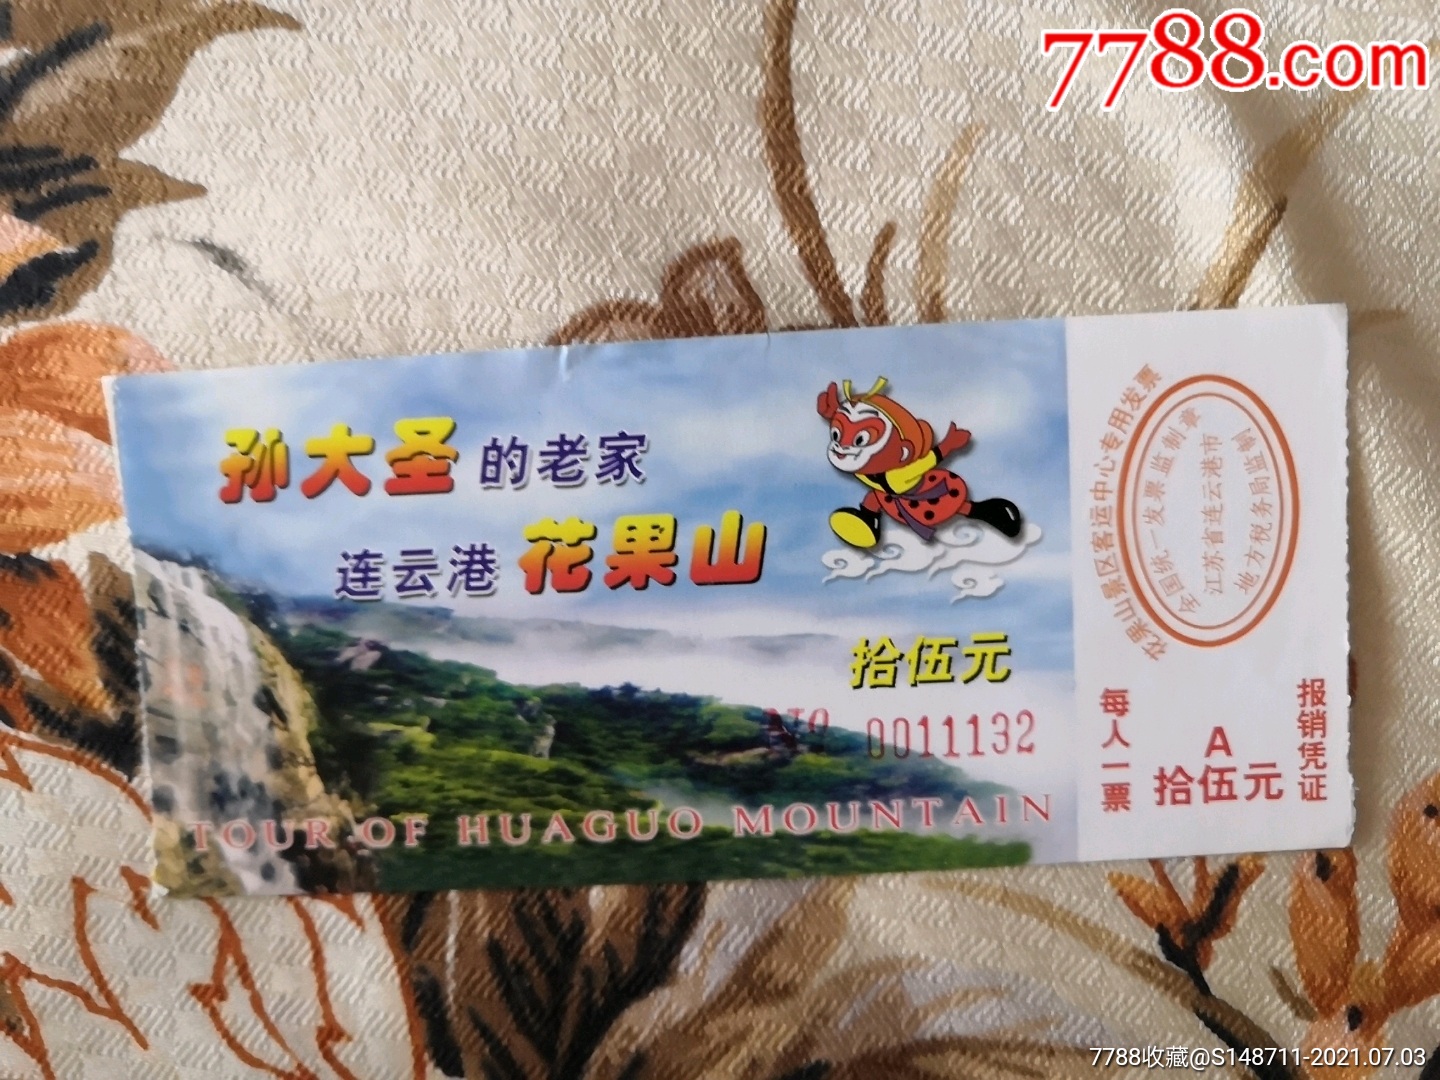 7788.com
孙大圣的老家
连云港花果山
拾伍元
No 0011132
TOUR OF HUAGUO MOUNTAIN
花果山景区客运中心专用发票
全国统一发票监制章
江苏省连云港市
地方税务局监制
每人一票
A
拾伍元
报销凭证
7788收藏@S148711-2021.07.03